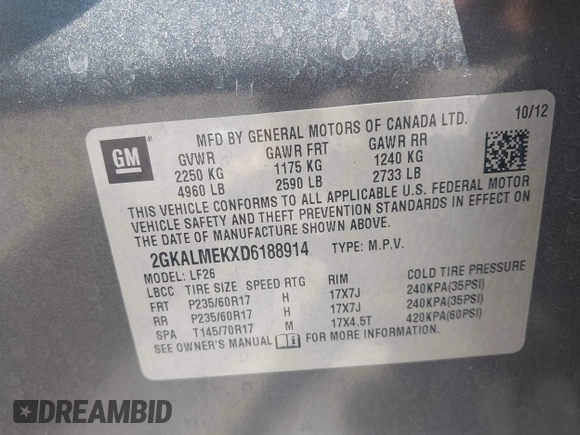 10/12
GM
MFD BY GENERAL MOTORS OF CANADA LTD.
GVWR GAWR FRT GAWR RR
2250 KG 1175 KG 1240 KG
4960 LB 2590 LB 2733 LB
THIS VEHICLE CONFORMS TO ALL APPLICABLE U.S. FEDERAL MOTOR
VEHICLE SAFETY AND THEFT PREVENTION STANDARDS IN EFFECT
ON THE DATE OF MANUFACTURE SHOWN ABOVE.
2GKALMEKXD6188914 TYPE: M.P.V.
MODEL: LF26
LBCC TIRE SIZE SPEED RTG RIM COLD TIRE PRESSURE
FRT P235/60R17 H 17X7J 240KPA(35PSI)
RR P235/60R17 H 17X7J 240KPA(35PSI)
SPA T145/70R17 M 17X4.5T 420KPA(60PSI)
SEE OWNER'S MANUAL FOR MORE INFORMATION
DREAMBID